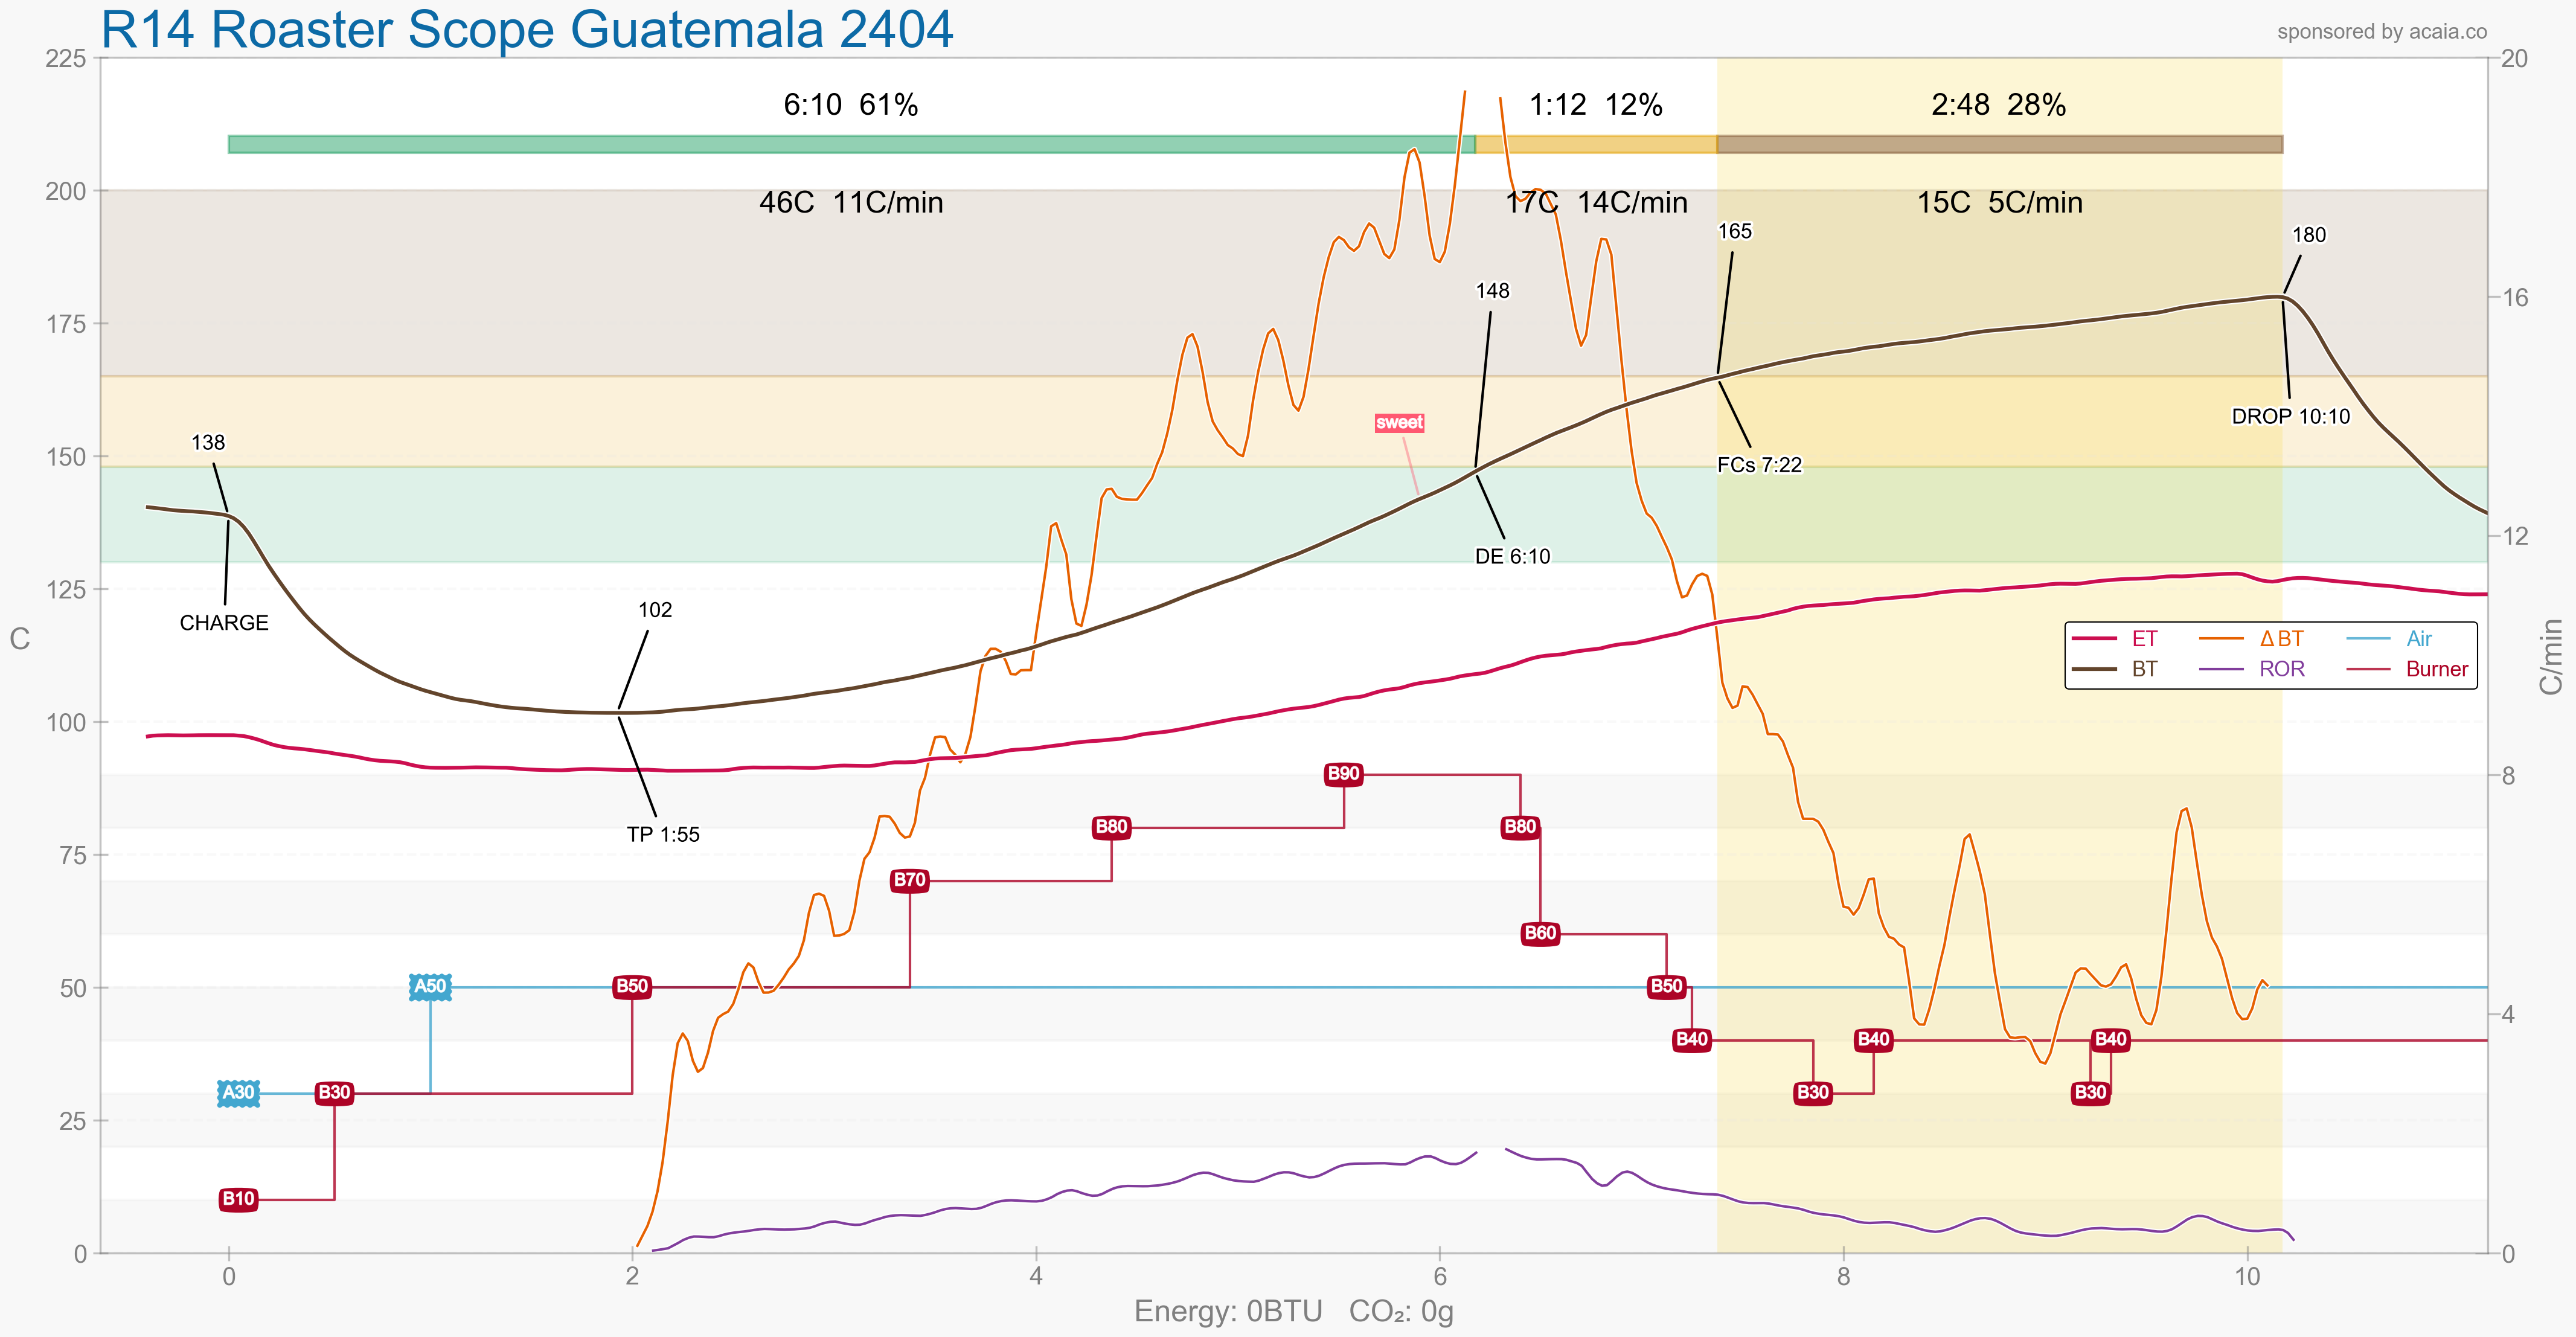 R14 Roaster Scope Guatemala 2404
sponsored by acaia.co
225
200
175
150
125
100
75
50
25
0
C
20
16
12
8
4
0
C/min
6:10 61%
1:12 12%
2:48 28%
46C 11C/min
17C 14C/min
15C 5C/min
138
CHARGE
102
TP 1:55
sweet
148
DE 6:10
165
FCs 7:22
180
DROP 10:10
ET
Δ BT
Air
BT
ROR
Burner
A30
A50
B10
B30
B50
B70
B80
B90
B80
B60
B50
B40
B30
B40
B30
B40
0
2
4
6
8
10
Energy: 0BTU CO₂: 0g